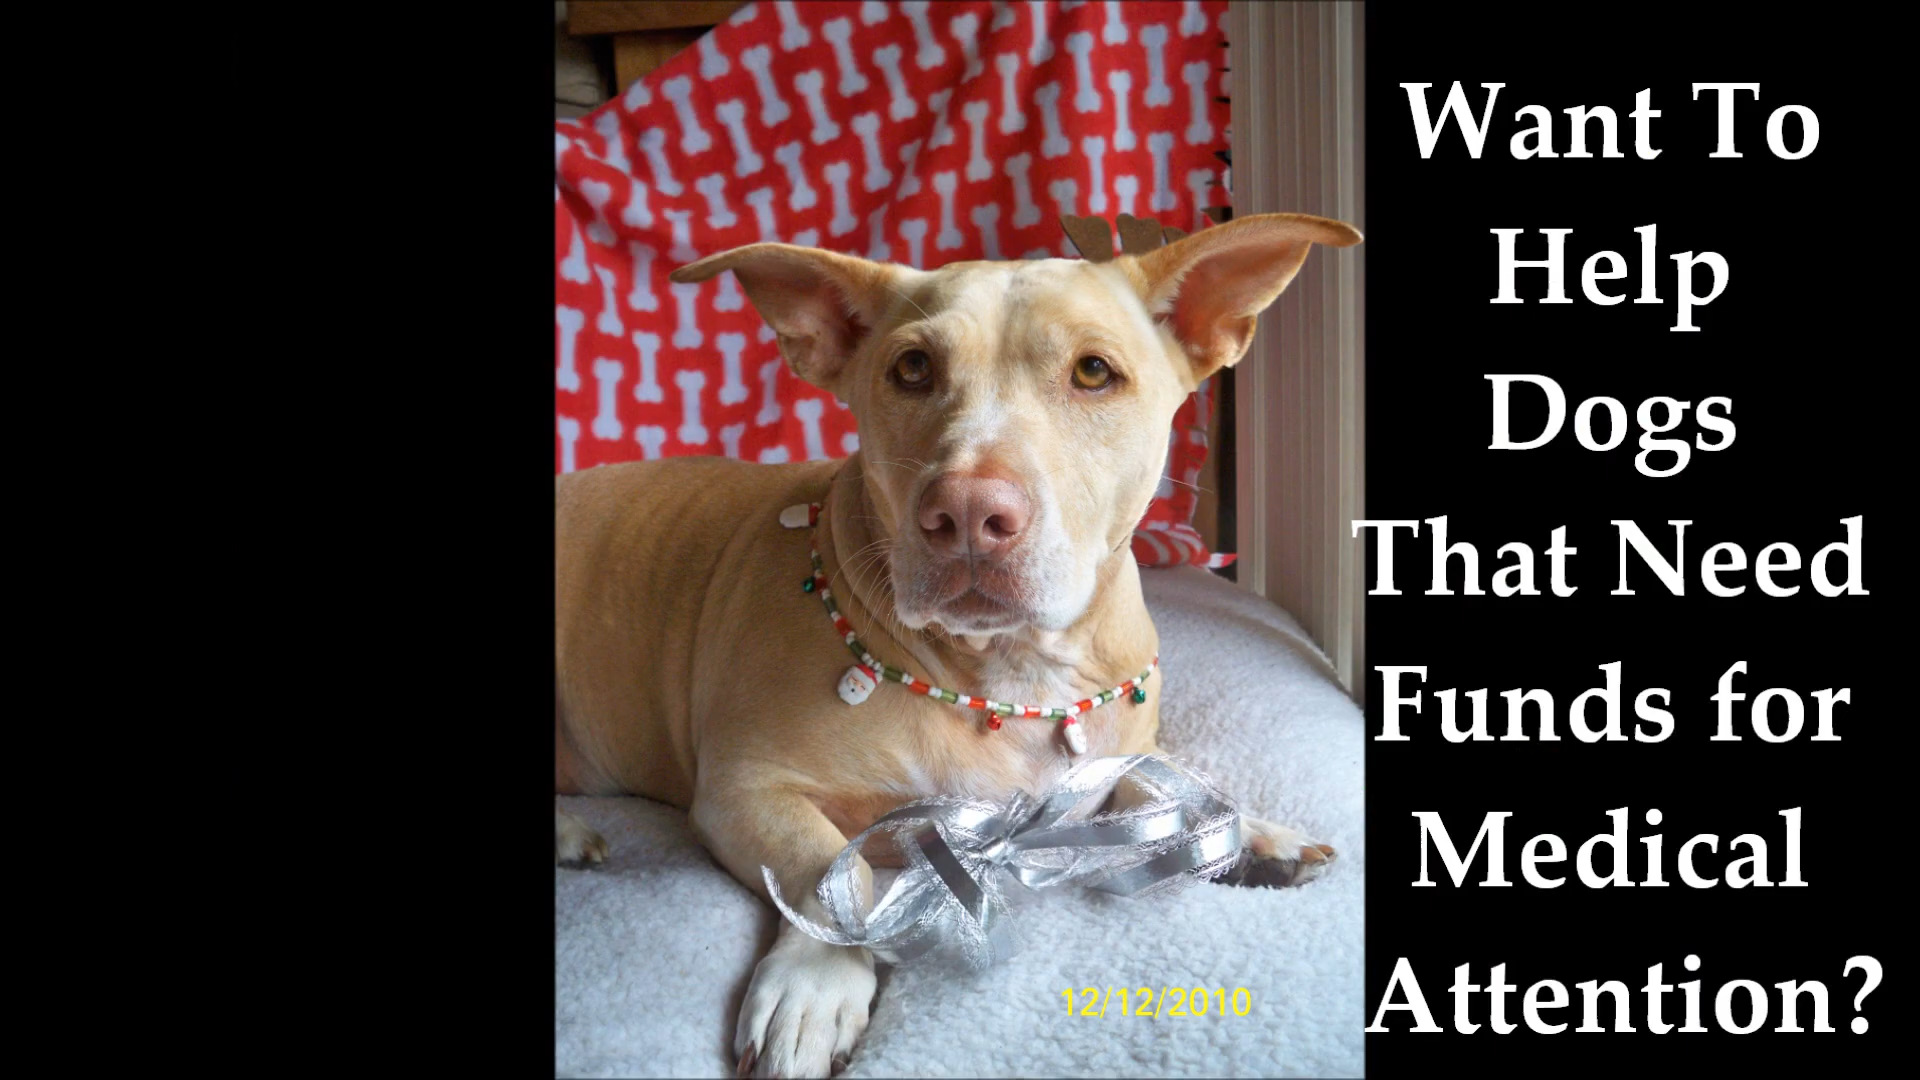 Want To
Help
Dogs
That Need
Funds for
Medical
Attention?
12/12/2010